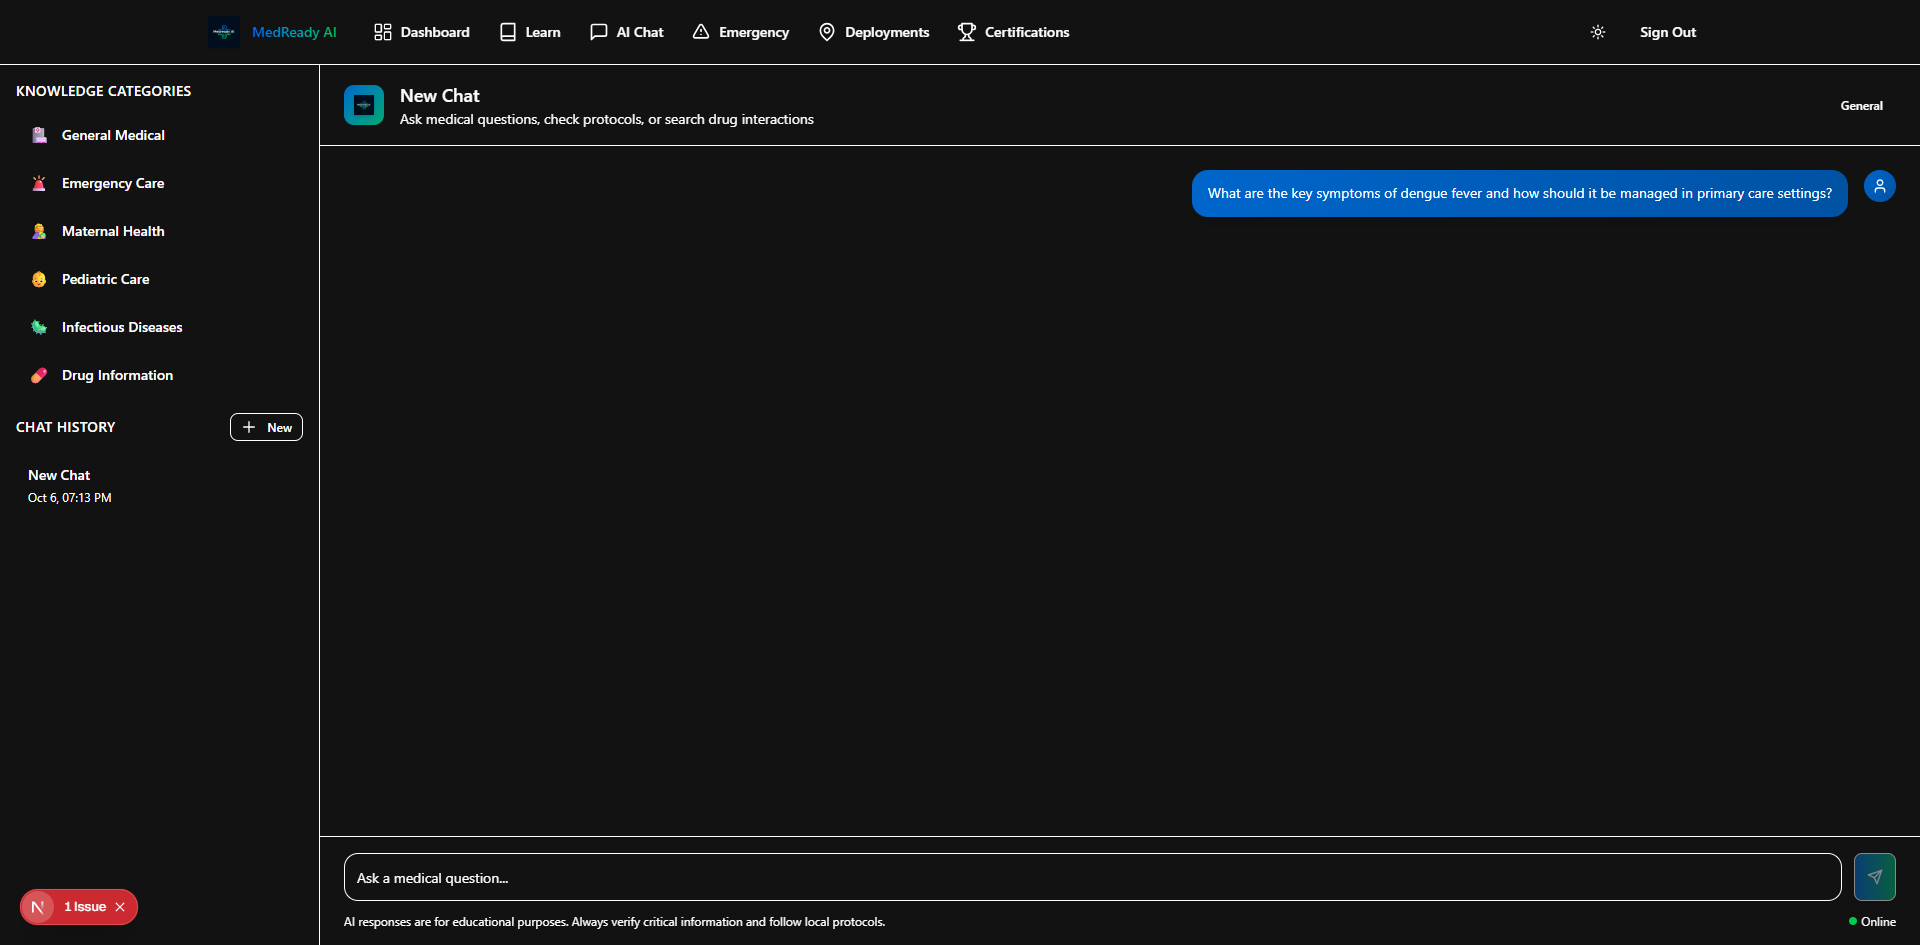 MedReady AI
Dashboard
Learn
AI Chat
Emergency
Deployments
Certifications
Sign Out
KNOWLEDGE CATEGORIES
General Medical
Emergency Care
Maternal Health
Pediatric Care
Infectious Diseases
Drug Information
CHAT HISTORY
New
New Chat
Oct 6, 07:13 PM
N
1 Issue
New Chat
Ask medical questions, check protocols, or search drug interactions
General
What are the key symptoms of dengue fever and how should it be managed in primary care settings?
Ask a medical question...
AI responses are for educational purposes. Always verify critical information and follow local protocols.
Online